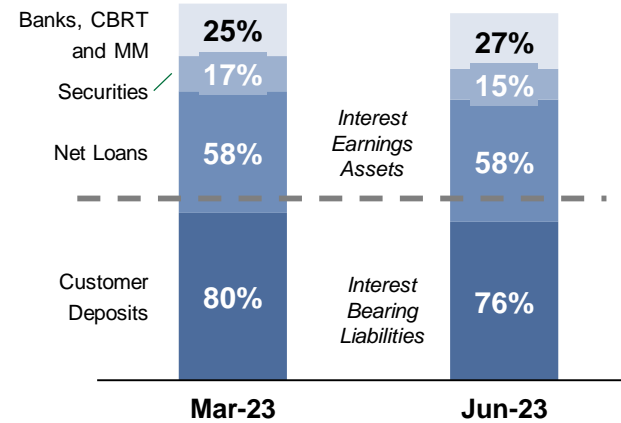 Banks, CBRT
and MM
25%
27%
Securities
17%
15%
Net Loans
58%
Interest
Earnings
Assets
58%
Customer
Deposits
80%
Interest
Bearing
Liabilities
76%
Mar-23
Jun-23